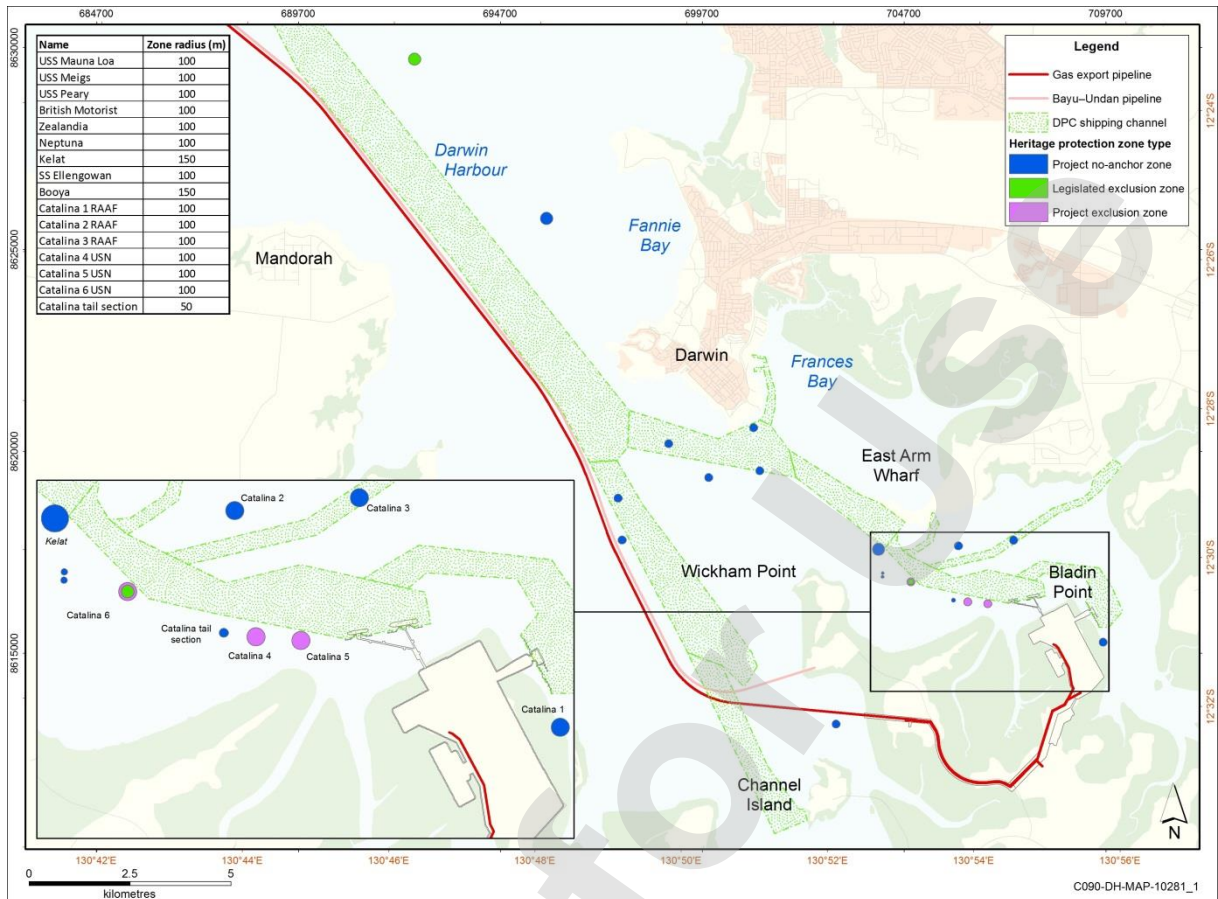 684700 689700 694700 699700 704700 709700
Name Zone radius (m)
USS Mauna Loa 100
USS Meigs 100
USS Peary 100
British Motorist 100
Zealandia 100
Neptuna 100
Kelat 150
SS Ellengowan 100
Booya 150
Catalina 1 RAAF 100
Catalina 2 RAAF 100
Catalina 3 RAAF 100
Catalina 4 USN 100
Catalina 5 USN 100
Catalina 6 USN 100
Catalina tail section 50
Legend
Gas export pipeline
Bayu–Undan pipeline
DPC shipping channel
Heritage protection zone type
Project no-anchor zone
Legislated exclusion zone
Project exclusion zone
8630000
8625000
8620000
8615000
12°24'S
12°26'S
12°28'S
12°30'S
12°32'S
Darwin
Harbour
Fannie
Bay
Mandorah
Darwin
Frances
Bay
East Arm
Wharf
Wickham Point
Bladin
Point
Channel
Island
Catalina 2
Catalina 3
Kelat
Catalina 6
Catalina tail
section
Catalina 4
Catalina 5
Catalina 1
for Use
N
130°42'E 130°44'E 130°46'E 130°48'E 130°50'E 130°52'E 130°54'E 130°56'E
0 2.5 5
kilometres
C090-DH-MAP-10281_1